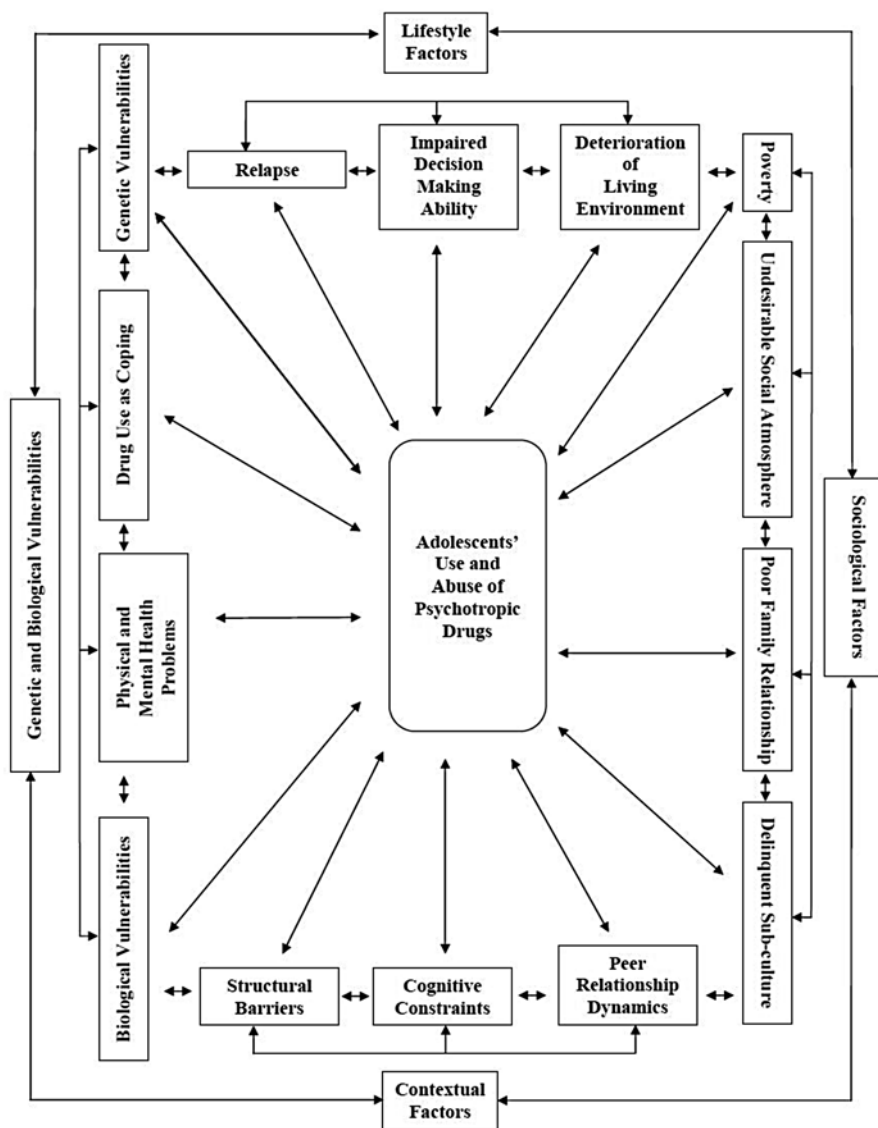 Lifestyle
Factors
Genetic Vulnerabilities
Relapse
Impaired
Decision
Making
Ability
Deterioration
of
Living
Environment
Poverty
Undesirable Social Atmosphere
Drug Use as Coping
Genetic and Biological Vulnerabilities
Adolescents’
Use and
Abuse of
Psychotropic
Drugs
Sociological Factors
Physical and
Mental Health
Problems
Poor Family Relationship
Biological Vulnerabilities
Delinquent Sub-culture
Structural
Barriers
Cognitive
Constraints
Peer
Relationship
Dynamics
Contextual
Factors